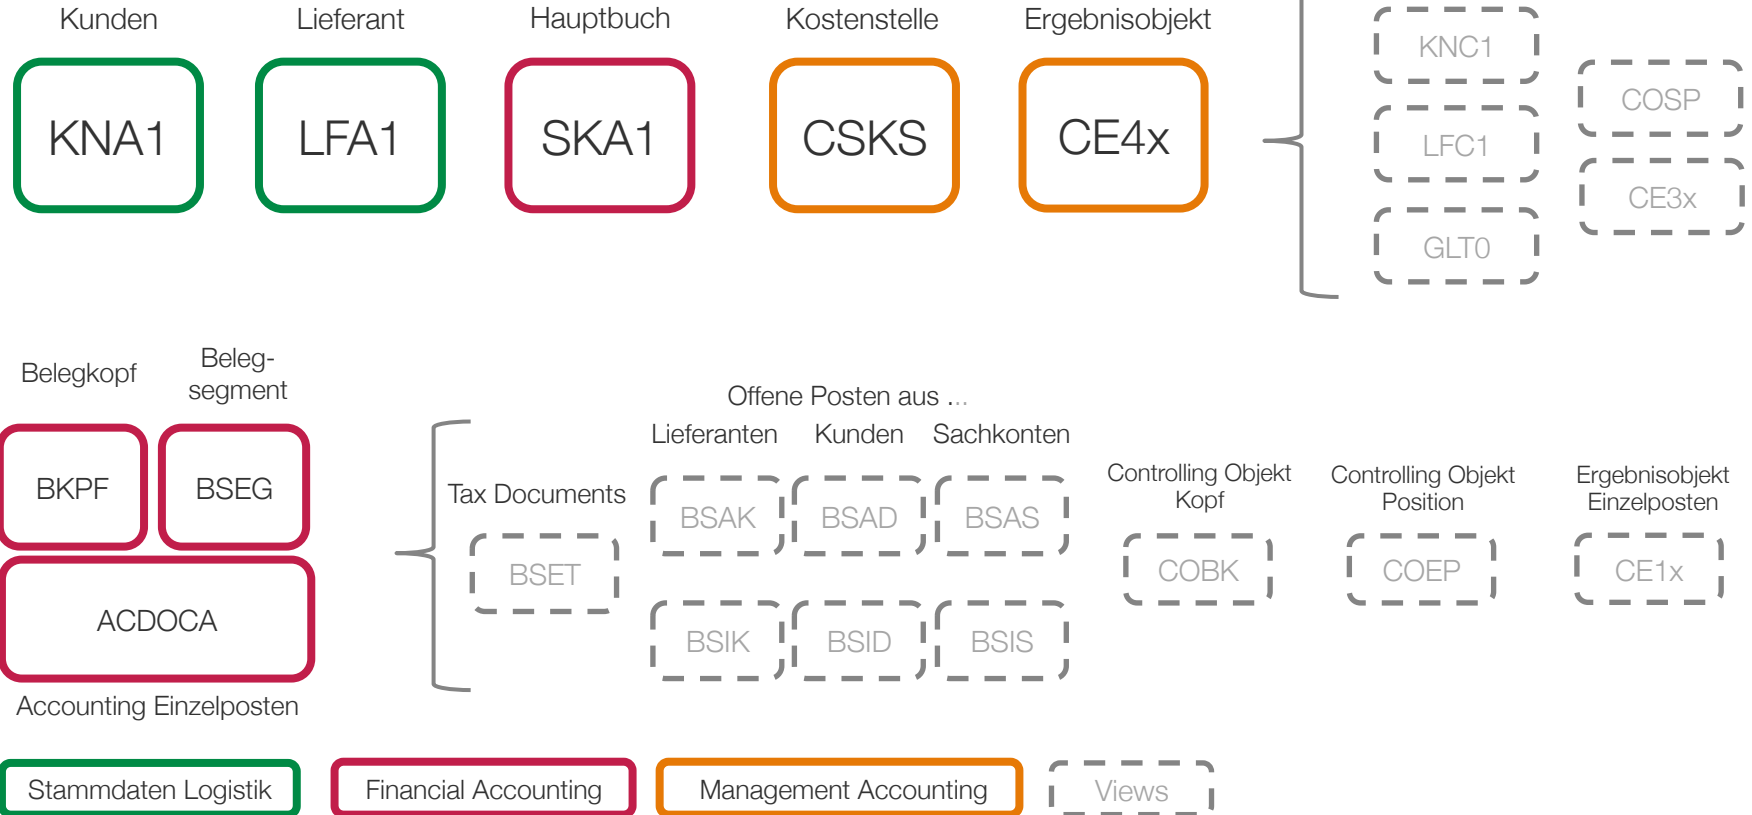 Kunden
Lieferant
Hauptbuch
Kostenstelle
Ergebnisobjekt
KNA1
LFA1
SKA1
CSKS
CE4x
KNC1
LFC1
GLT0
COSP
CE3x
Belegkopf
Beleg-
segment
BKPF
BSEG
ACDOCA
Accounting Einzelposten
Offene Posten aus ...
Lieferanten
Kunden
Sachkonten
Tax Documents
BSET
BSAK
BSAD
BSAS
BSIK
BSID
BSIS
Controlling Objekt
Kopf
COBK
Controlling Objekt
Position
COEP
Ergebnisobjekt
Einzelposten
CE1x
Stammdaten Logistik
Financial Accounting
Management Accounting
Views